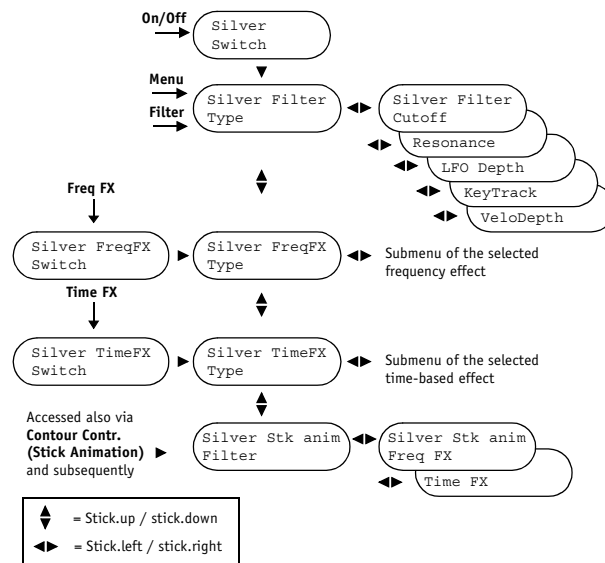 On/Off
Silver
Switch
Menu
Filter
Silver Filter
Type
Silver Filter
Cutoff
Resonance
LFO Depth
KeyTrack
VeloDepth
Freq FX
Silver FreqFX
Switch
Silver FreqFX
Type
Submenu of the selected
frequency effect
Time FX
Silver TimeFX
Switch
Silver TimeFX
Type
Submenu of the selected
time-based effect
Accessed also via
Contour Contr.
(Stick Animation)
and subsequently
Silver Stk anim
Filter
Silver Stk anim
Freq FX
Time FX
= Stick.up / stick.down
= Stick.left / stick.right